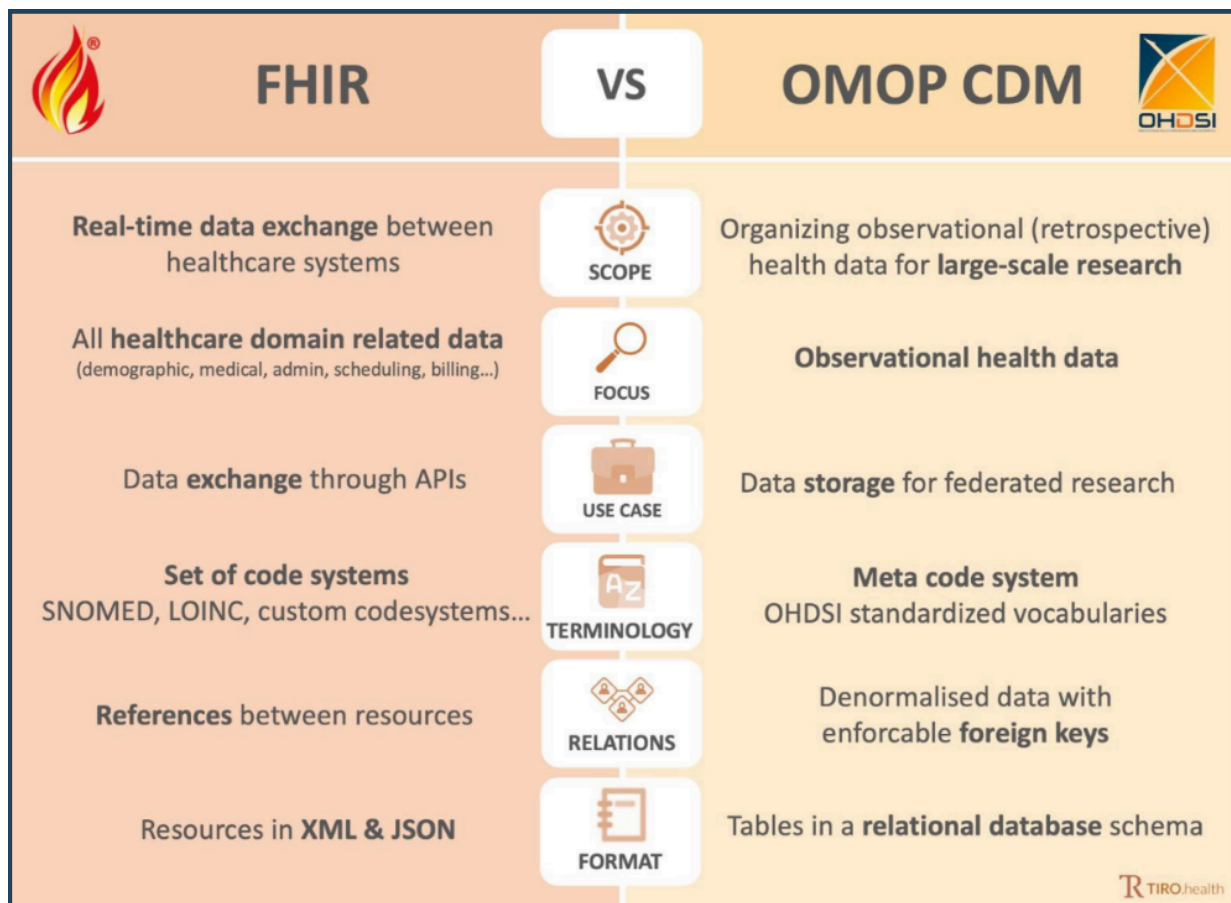 ®
FHIR
VS
OMOP CDM
OHDSI
Real-time data exchange between
healthcare systems
SCOPE
Organizing observational (retrospective)
health data for large-scale research
All healthcare domain related data
(demographic, medical, admin, scheduling, billing...)
FOCUS
Observational health data
Data exchange through APIs
USE CASE
Data storage for federated research
Set of code systems
SNOMED, LOINC, custom codesystems...
AZ
TERMINOLOGY
Meta code system
OHDSI standardized vocabularies
References between resources
RELATIONS
Denormalised data with
enforcable foreign keys
Resources in XML & JSON
FORMAT
Tables in a relational database schema
TIRO.health